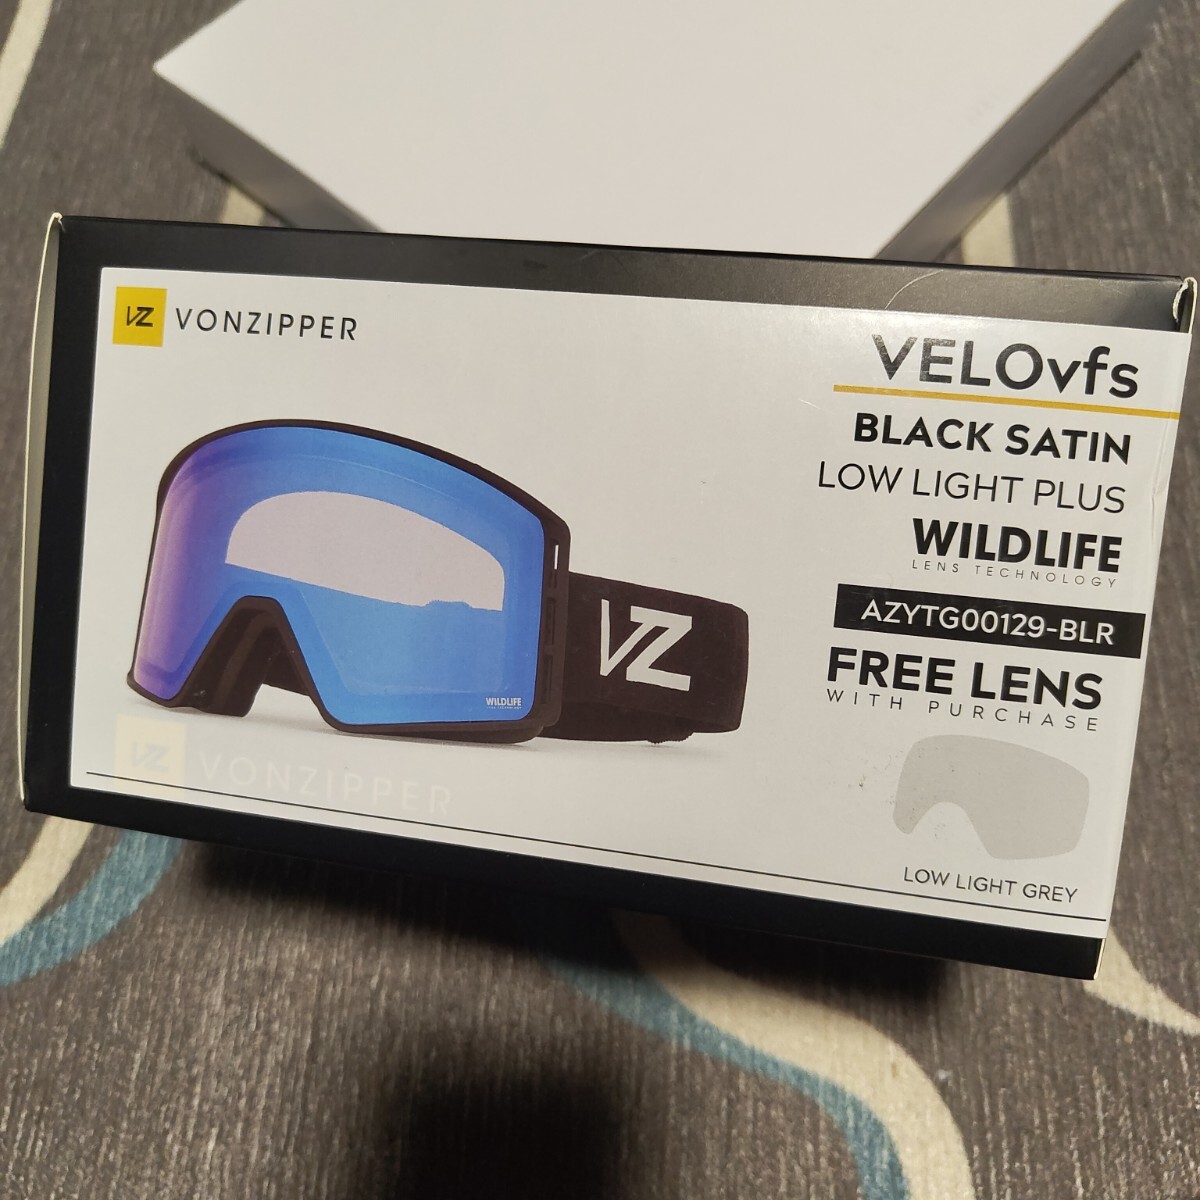 VZ VONZIPPER
VELOvfs
BLACK SATIN
LOW LIGHT PLUS
WILDLIFE
LENS TECHNOLOGY
AZYTG00129-BLR
FREE LENS
WITH PURCHASE
LOW LIGHT GREY
VZ
WILDLIFE
VZ VONZIPPER